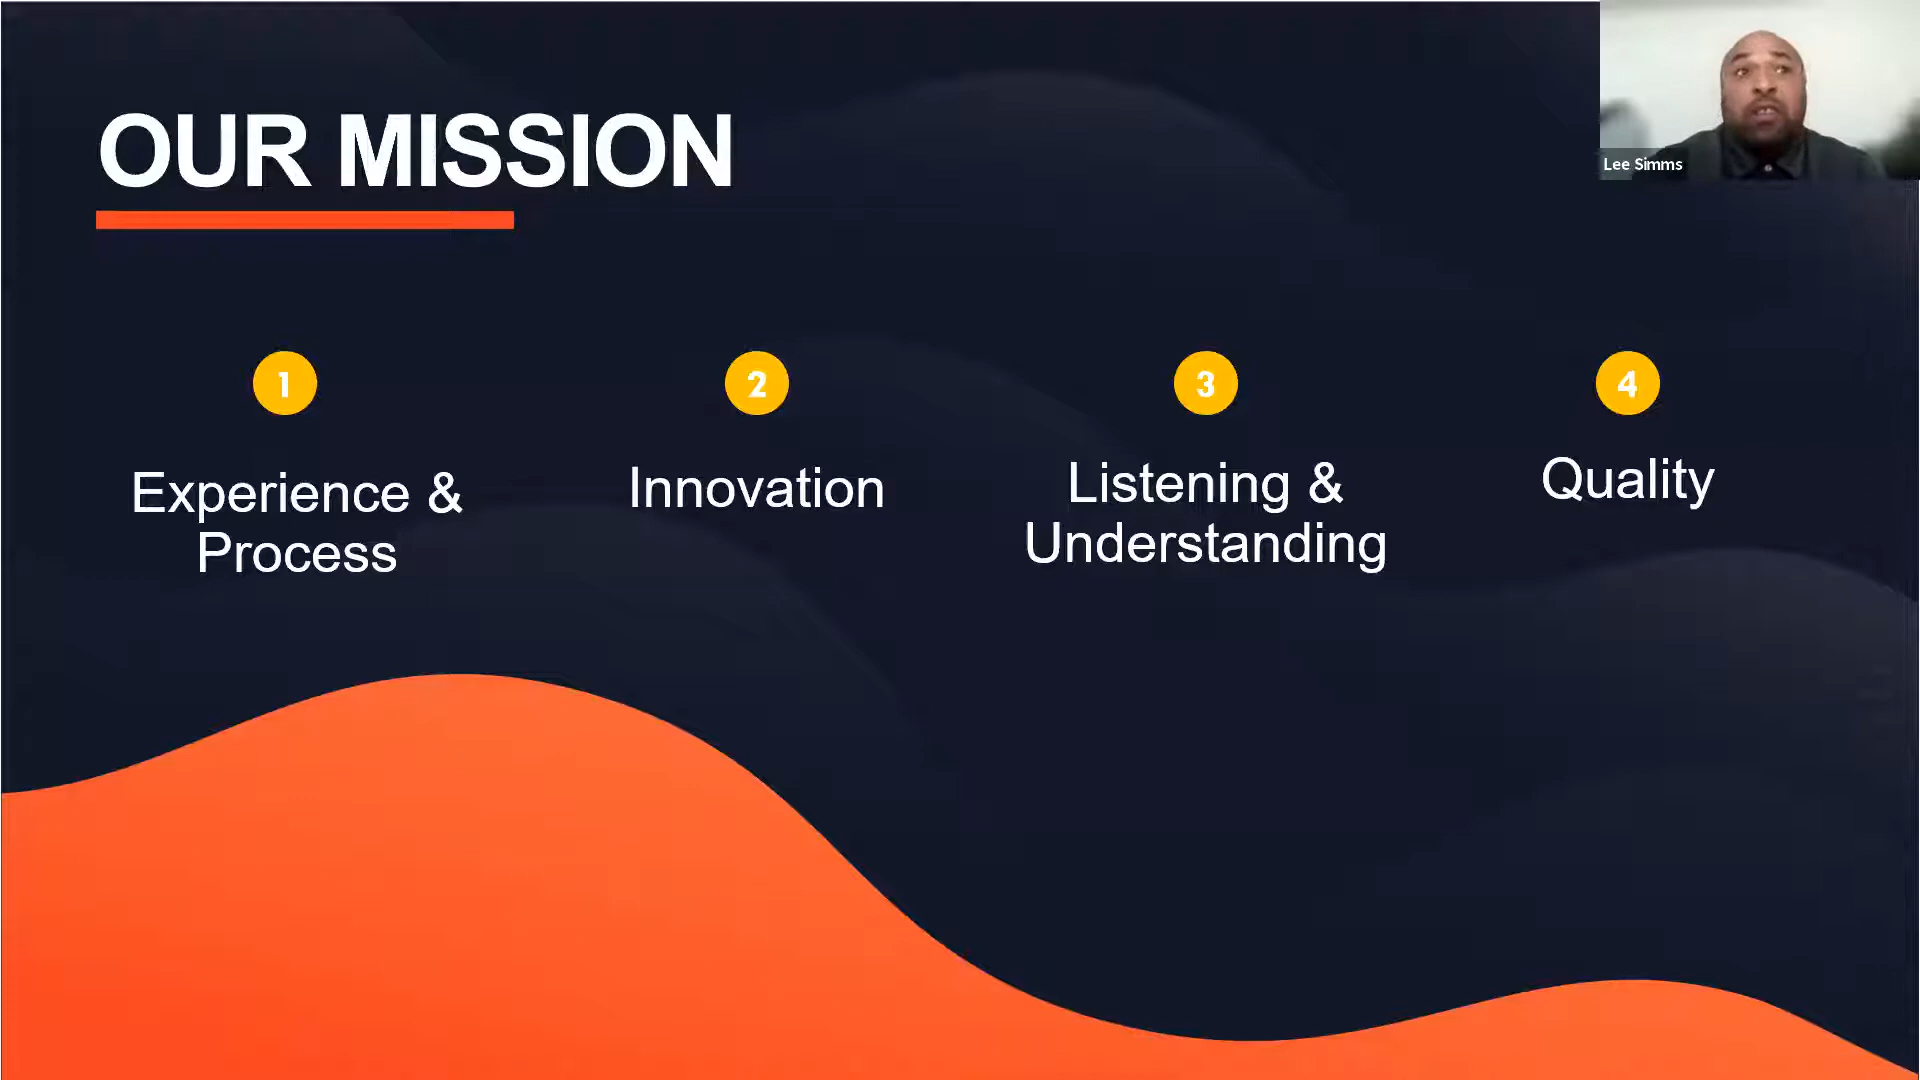 OUR MISSION
Lee Simms
1
Experience &
Process
2
Innovation
3
Listening &
Understanding
4
Quality